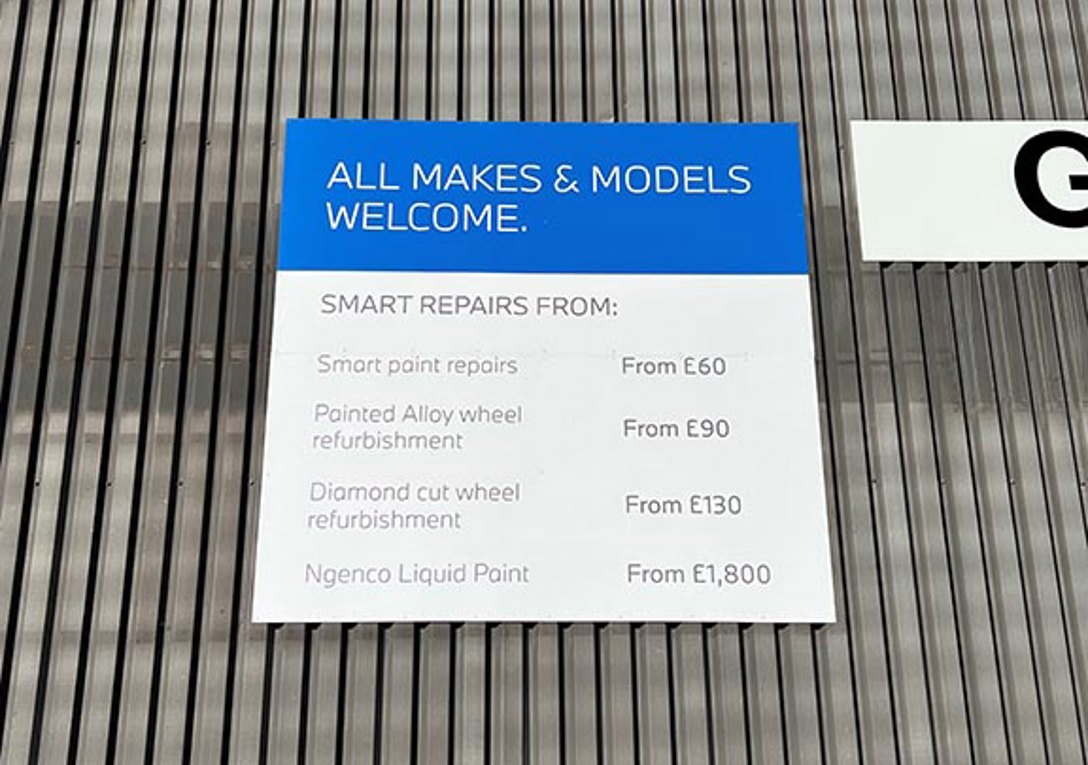 ALL MAKES & MODELS
WELCOME.
SMART REPAIRS FROM:
Smart paint repairs From £60
Painted Alloy wheel
refurbishment From £90
Diamond cut wheel
refurbishment From £130
Ngenco Liquid Paint From £1,800
G